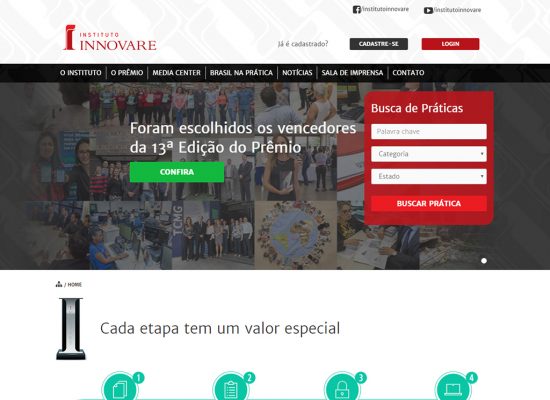 /institutoinnovare
/institutoinnovare
INSTITUTO
INNOVARE
Já é cadastrado?
CADASTRE-SE
LOGIN
O INSTITUTO
O PRÊMIO
MEDIA CENTER
BRASIL NA PRÁTICA
NOTÍCIAS
SALA DE IMPRENSA
CONTATO
Foram escolhidos os vencedores
da 13ª Edição do Prêmio
CONFIRA
Busca de Práticas
Palavra chave
Categoria
Estado
BUSCAR PRÁTICA
TCMG
/ HOME
Cada etapa tem um valor especial
1
2
3
4